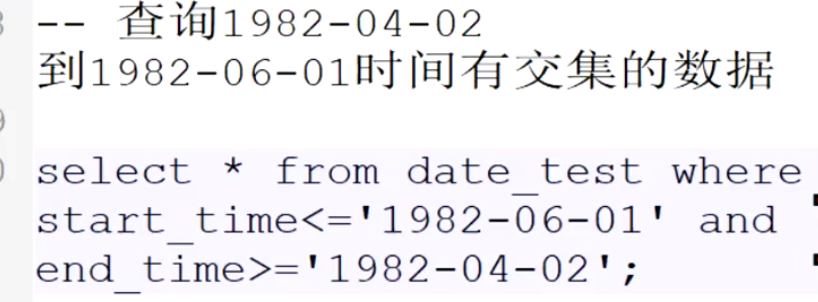 -- 查询1982-04-02
到1982-06-01时间有交集的数据
select * from date_test where
start_time<='1982-06-01' and
end_time>='1982-04-02';